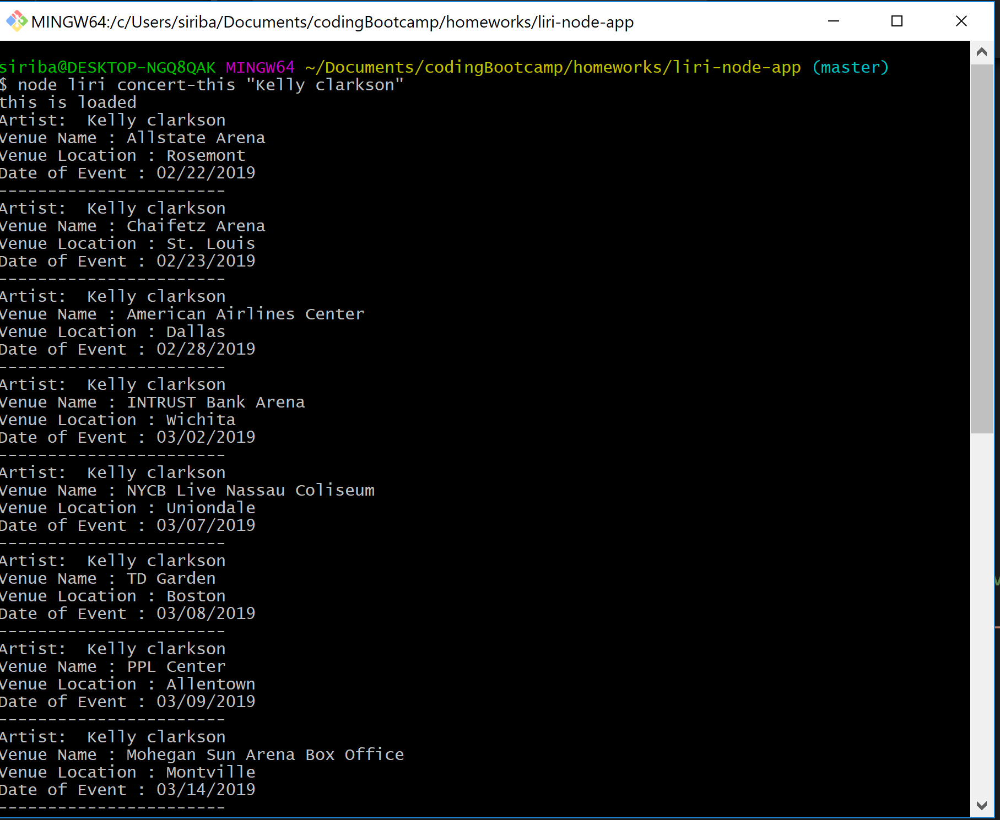 MINGW64:/c/Users/siriba/Documents/codingBootcamp/homeworks/liri-node-app
siriba@DESKTOP-NGQ8QAK MINGW64 ~/Documents/codingBootcamp/homeworks/liri-node-app (master)
$ node liri concert-this "Kelly clarkson"
this is loaded
Artist:  Kelly clarkson
Venue Name : Allstate Arena
Venue Location : Rosemont
Date of Event : 02/22/2019
-----------------------
Artist:  Kelly clarkson
Venue Name : Chaifetz Arena
Venue Location : St. Louis
Date of Event : 02/23/2019
-----------------------
Artist:  Kelly clarkson
Venue Name : American Airlines Center
Venue Location : Dallas
Date of Event : 02/28/2019
-----------------------
Artist:  Kelly clarkson
Venue Name : INTRUST Bank Arena
Venue Location : Wichita
Date of Event : 03/02/2019
-----------------------
Artist:  Kelly clarkson
Venue Name : NYCB Live Nassau Coliseum
Venue Location : Uniondale
Date of Event : 03/07/2019
-----------------------
Artist:  Kelly clarkson
Venue Name : TD Garden
Venue Location : Boston
Date of Event : 03/08/2019
-----------------------
Artist:  Kelly clarkson
Venue Name : PPL Center
Venue Location : Allentown
Date of Event : 03/09/2019
-----------------------
Artist:  Kelly clarkson
Venue Name : Mohegan Sun Arena Box Office
Venue Location : Montville
Date of Event : 03/14/2019
-----------------------